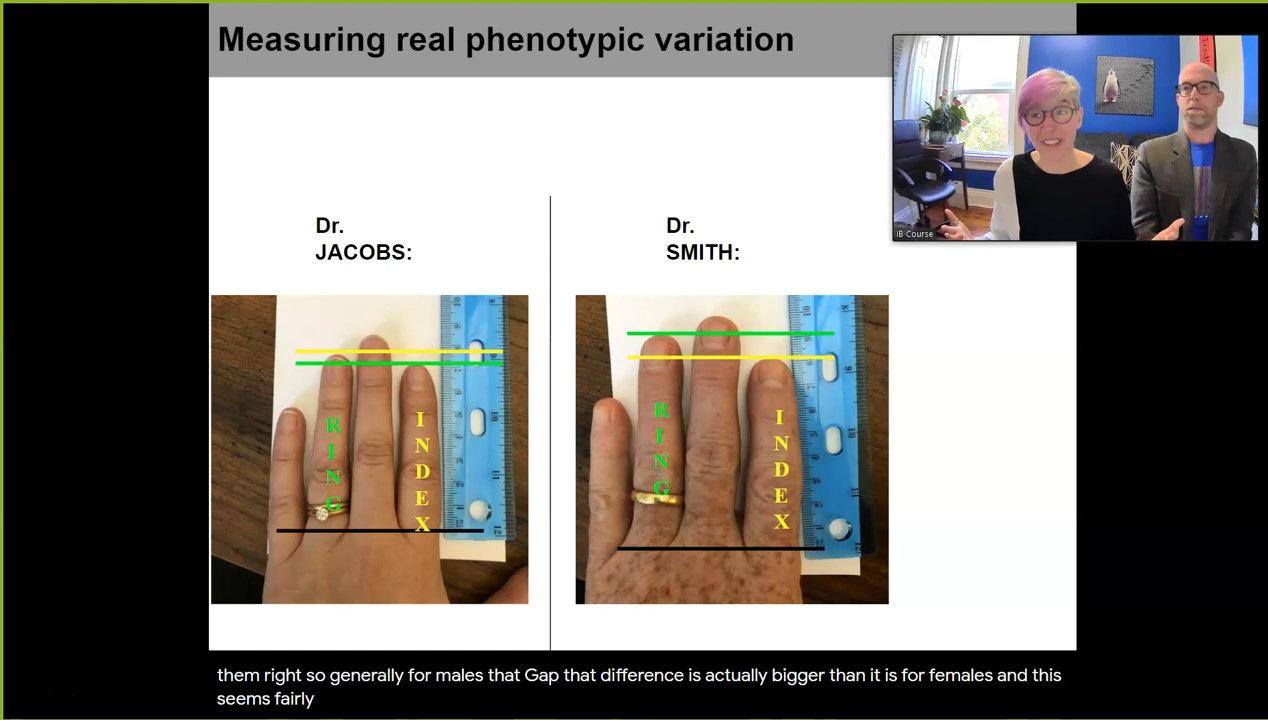 Measuring real phenotypic variation
IB Course
Dr.
JACOBS:
Dr.
SMITH:
RING
INDEX
RING
INDEX
them right so generally for males that Gap that difference is actually bigger than it is for females and this
seems fairly